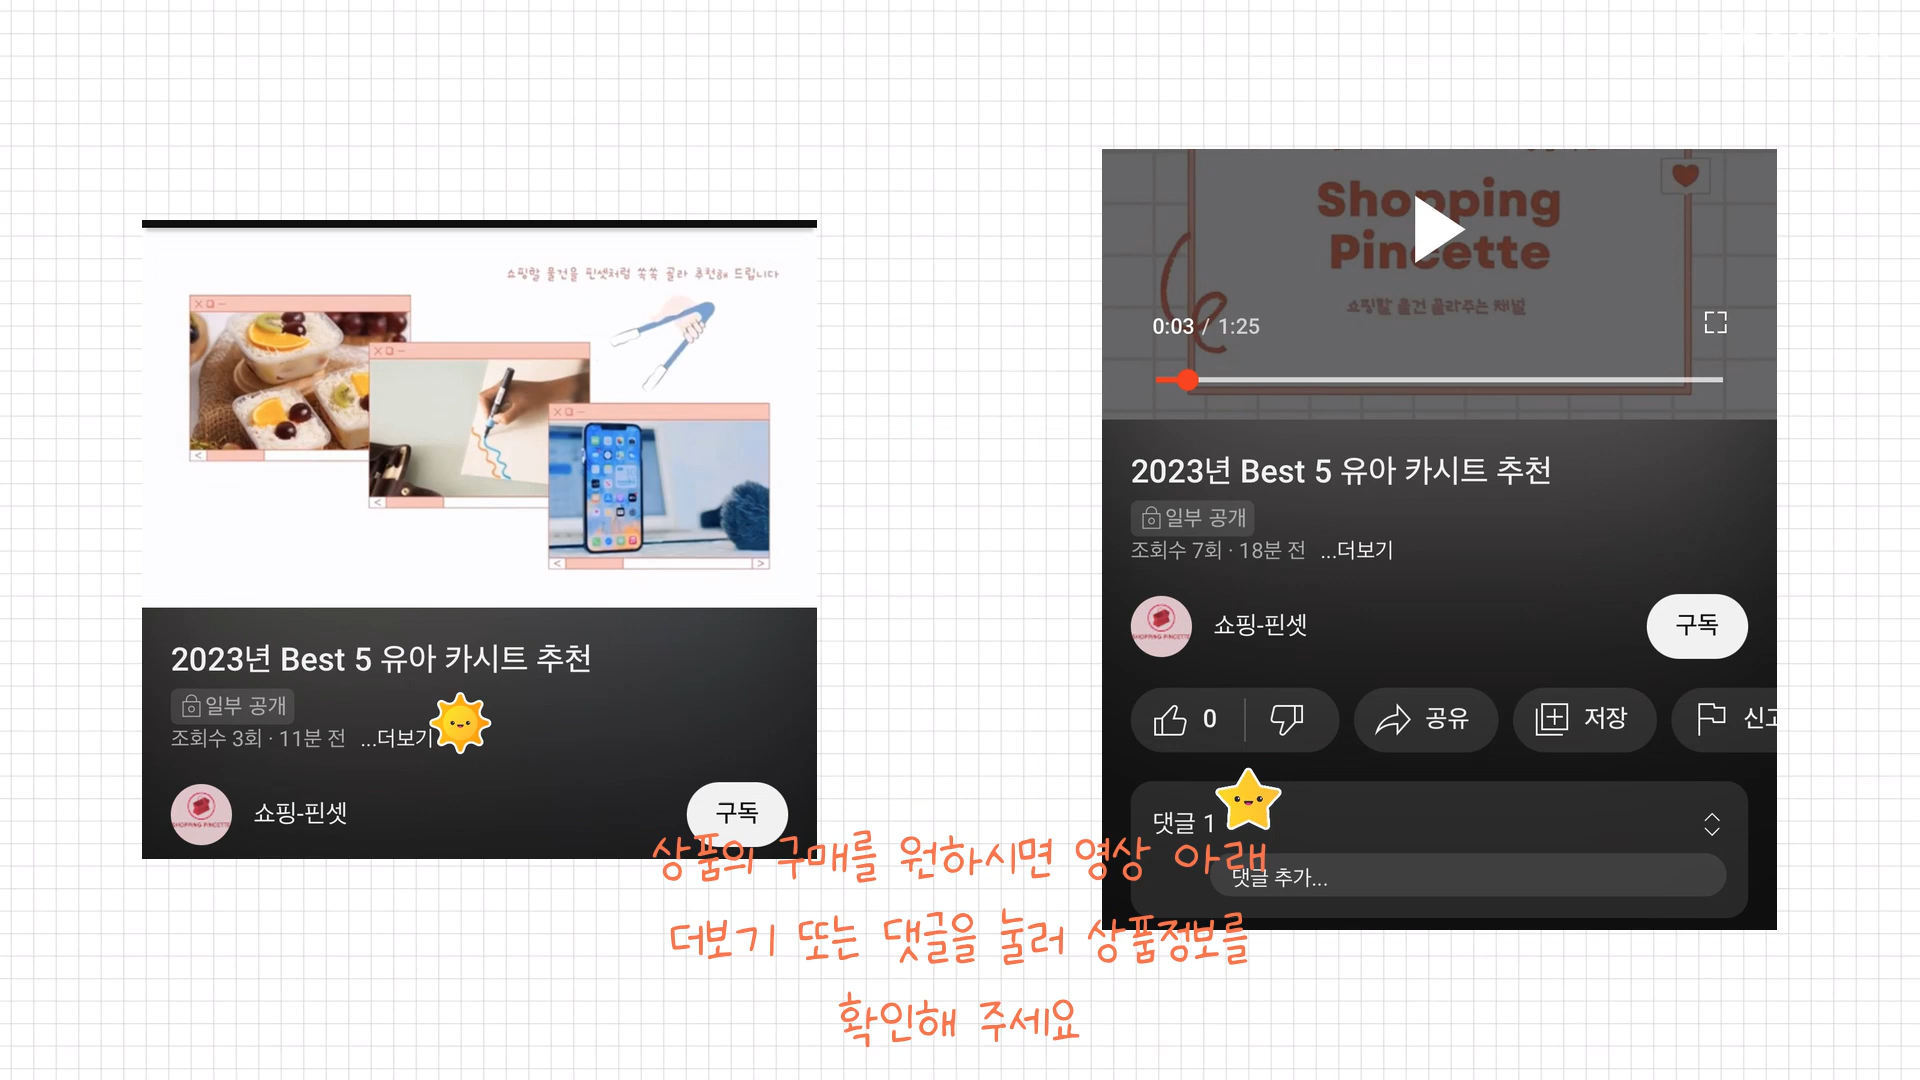 쇼핑할 물건을 핀셋처럼 쏙쏙 골라 추천해 드립니다
2023년 Best 5 유아 카시트 추천
일부 공개
조회수 3회 · 11분 전 ...더보기
SHOPPING PINCETTE
쇼핑-핀셋
구독
Shopping
Pincette
쇼핑할 물건 골라주는 채널
0:03 / 1:25
2023년 Best 5 유아 카시트 추천
일부 공개
조회수 7회 · 18분 전 ...더보기
SHOPPING PINCETTE
쇼핑-핀셋
구독
0
공유
저장
신고
댓글 1
댓글 추가...
상품의 구매를 원하시면 영상 아래
더보기 또는 댓글을 눌러 상품정보를
확인해 주세요